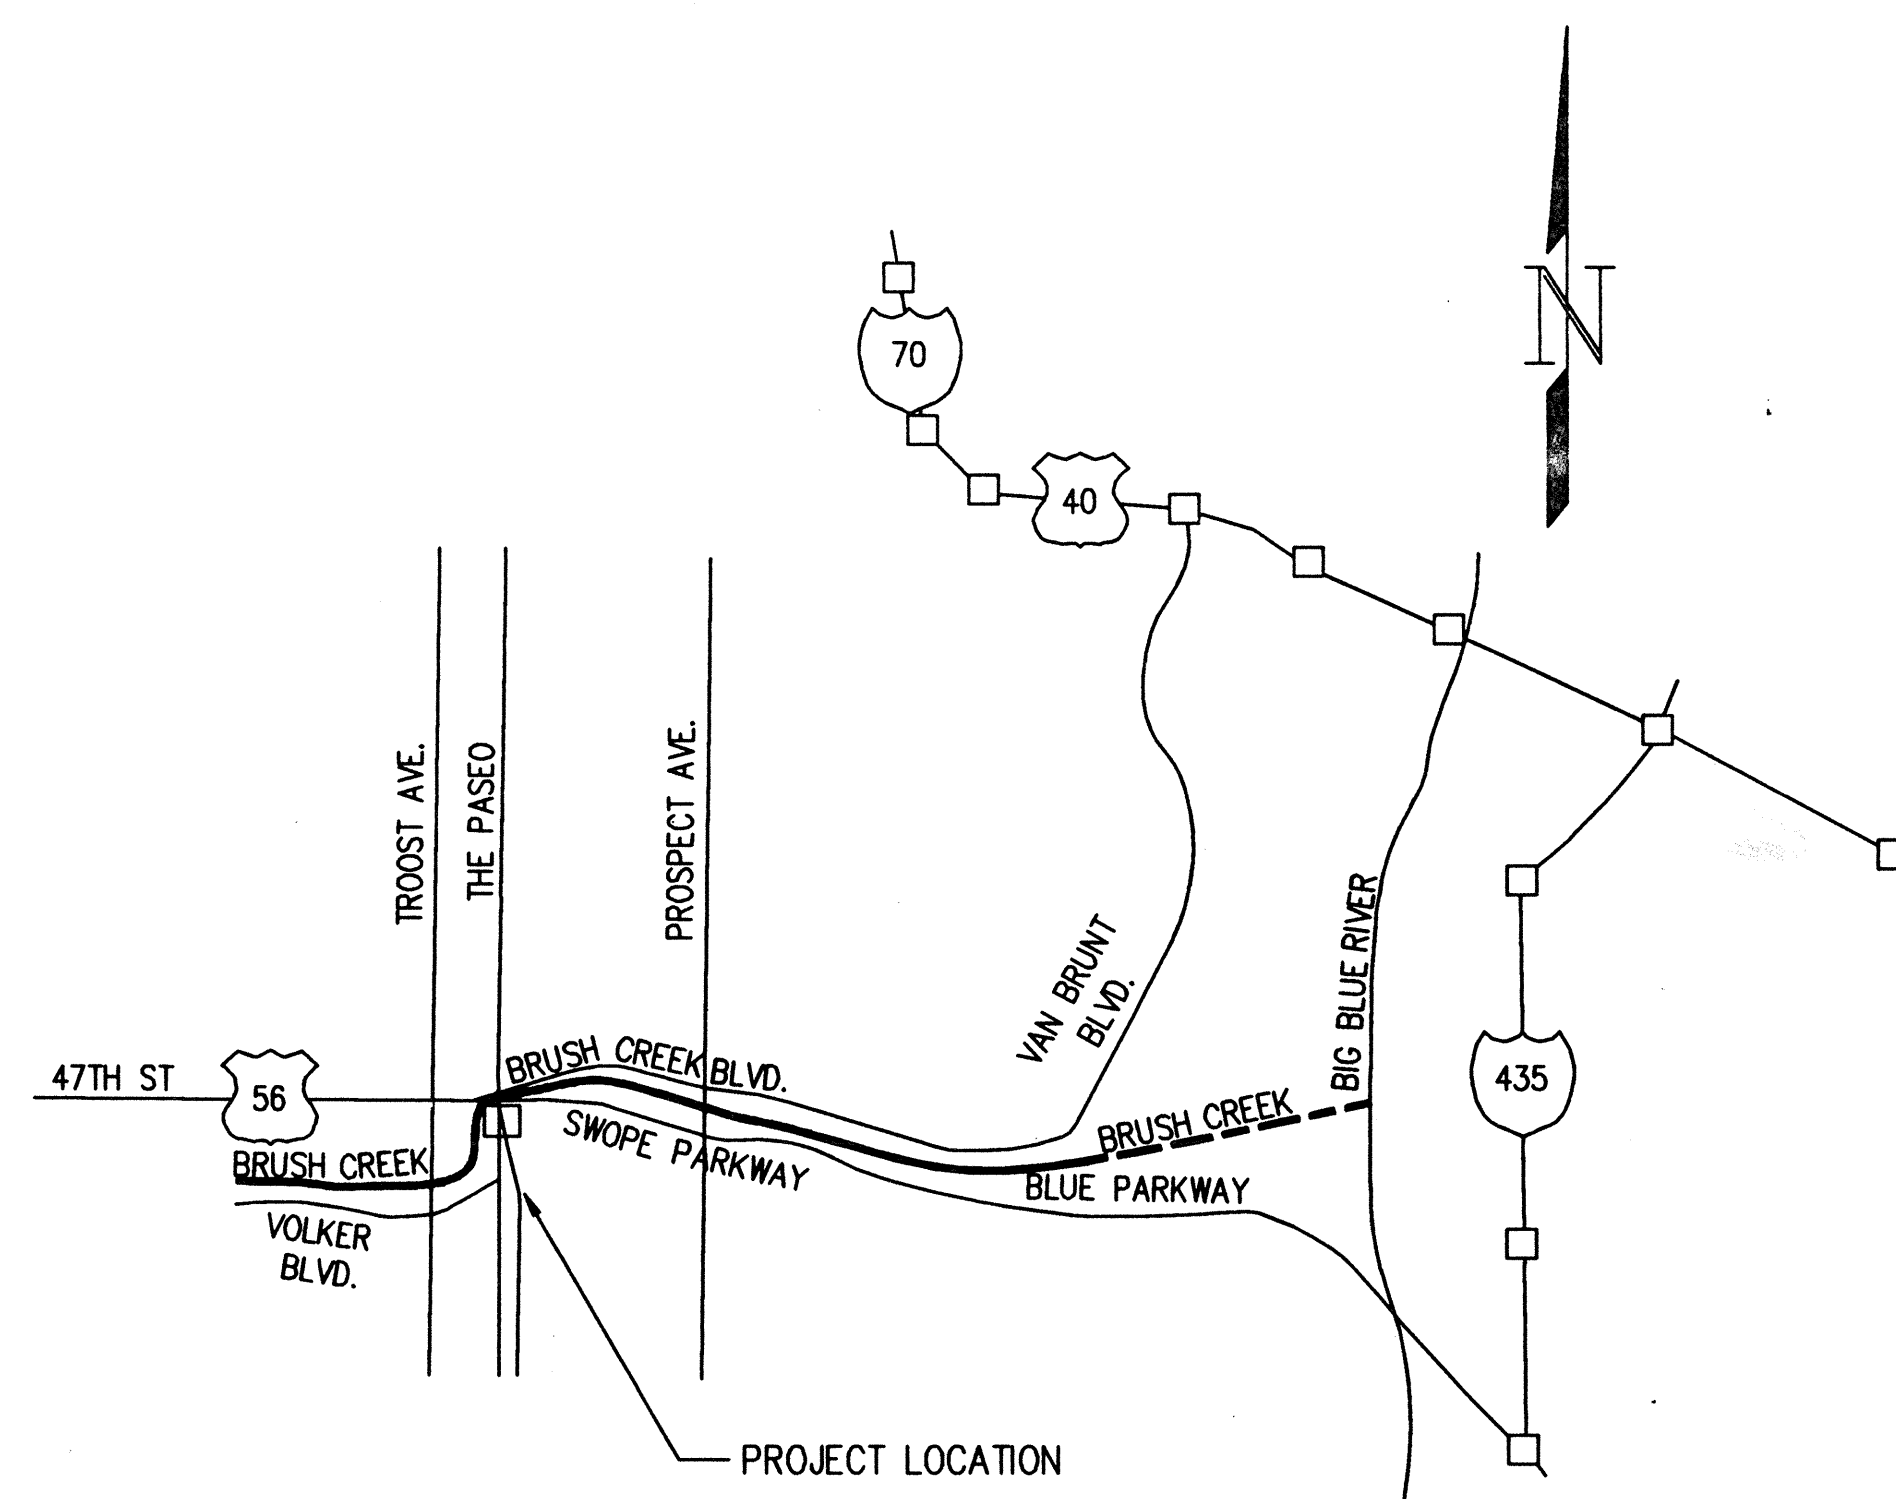 N
70
40
TROOST AVE.
THE PASEO
PROSPECT AVE.
VAN BRUNT
BLVD.
BIG BLUE RIVER
47TH ST
56
BRUSH CREEK BLVD.
435
SWOPE PARKWAY
BRUSH CREEK
BRUSH CREEK
BLUE PARKWAY
VOLKER
BLVD.
PROJECT LOCATION